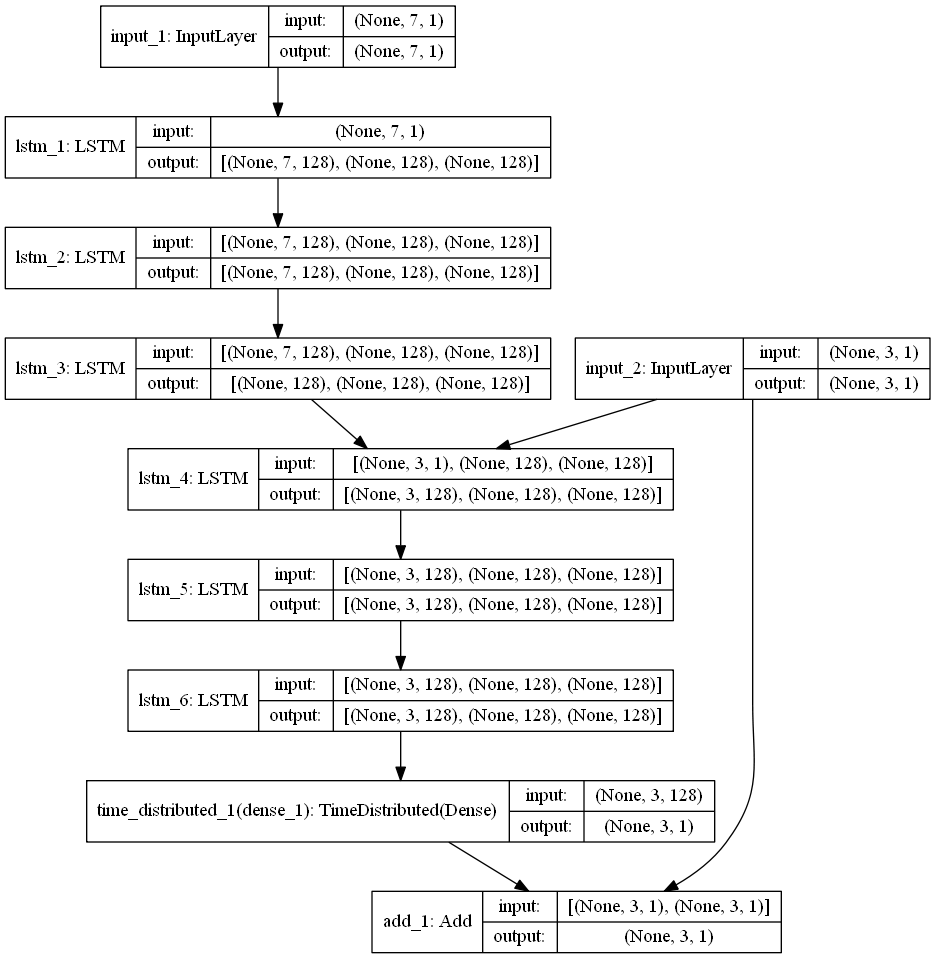 input_1: InputLayer
input: (None, 7, 1)
output: (None, 7, 1)
lstm_1: LSTM
input: (None, 7, 1)
output: [(None, 7, 128), (None, 128), (None, 128)]
lstm_2: LSTM
input: [(None, 7, 128), (None, 128), (None, 128)]
output: [(None, 7, 128), (None, 128), (None, 128)]
lstm_3: LSTM
input: [(None, 7, 128), (None, 128), (None, 128)]
output: [(None, 128), (None, 128), (None, 128)]
input_2: InputLayer
input: (None, 3, 1)
output: (None, 3, 1)
lstm_4: LSTM
input: [(None, 3, 1), (None, 128), (None, 128)]
output: [(None, 3, 128), (None, 128), (None, 128)]
lstm_5: LSTM
input: [(None, 3, 128), (None, 128), (None, 128)]
output: [(None, 3, 128), (None, 128), (None, 128)]
lstm_6: LSTM
input: [(None, 3, 128), (None, 128), (None, 128)]
output: [(None, 3, 128), (None, 128), (None, 128)]
time_distributed_1(dense_1): TimeDistributed(Dense)
input: (None, 3, 128)
output: (None, 3, 1)
add_1: Add
input: [(None, 3, 1), (None, 3, 1)]
output: (None, 3, 1)